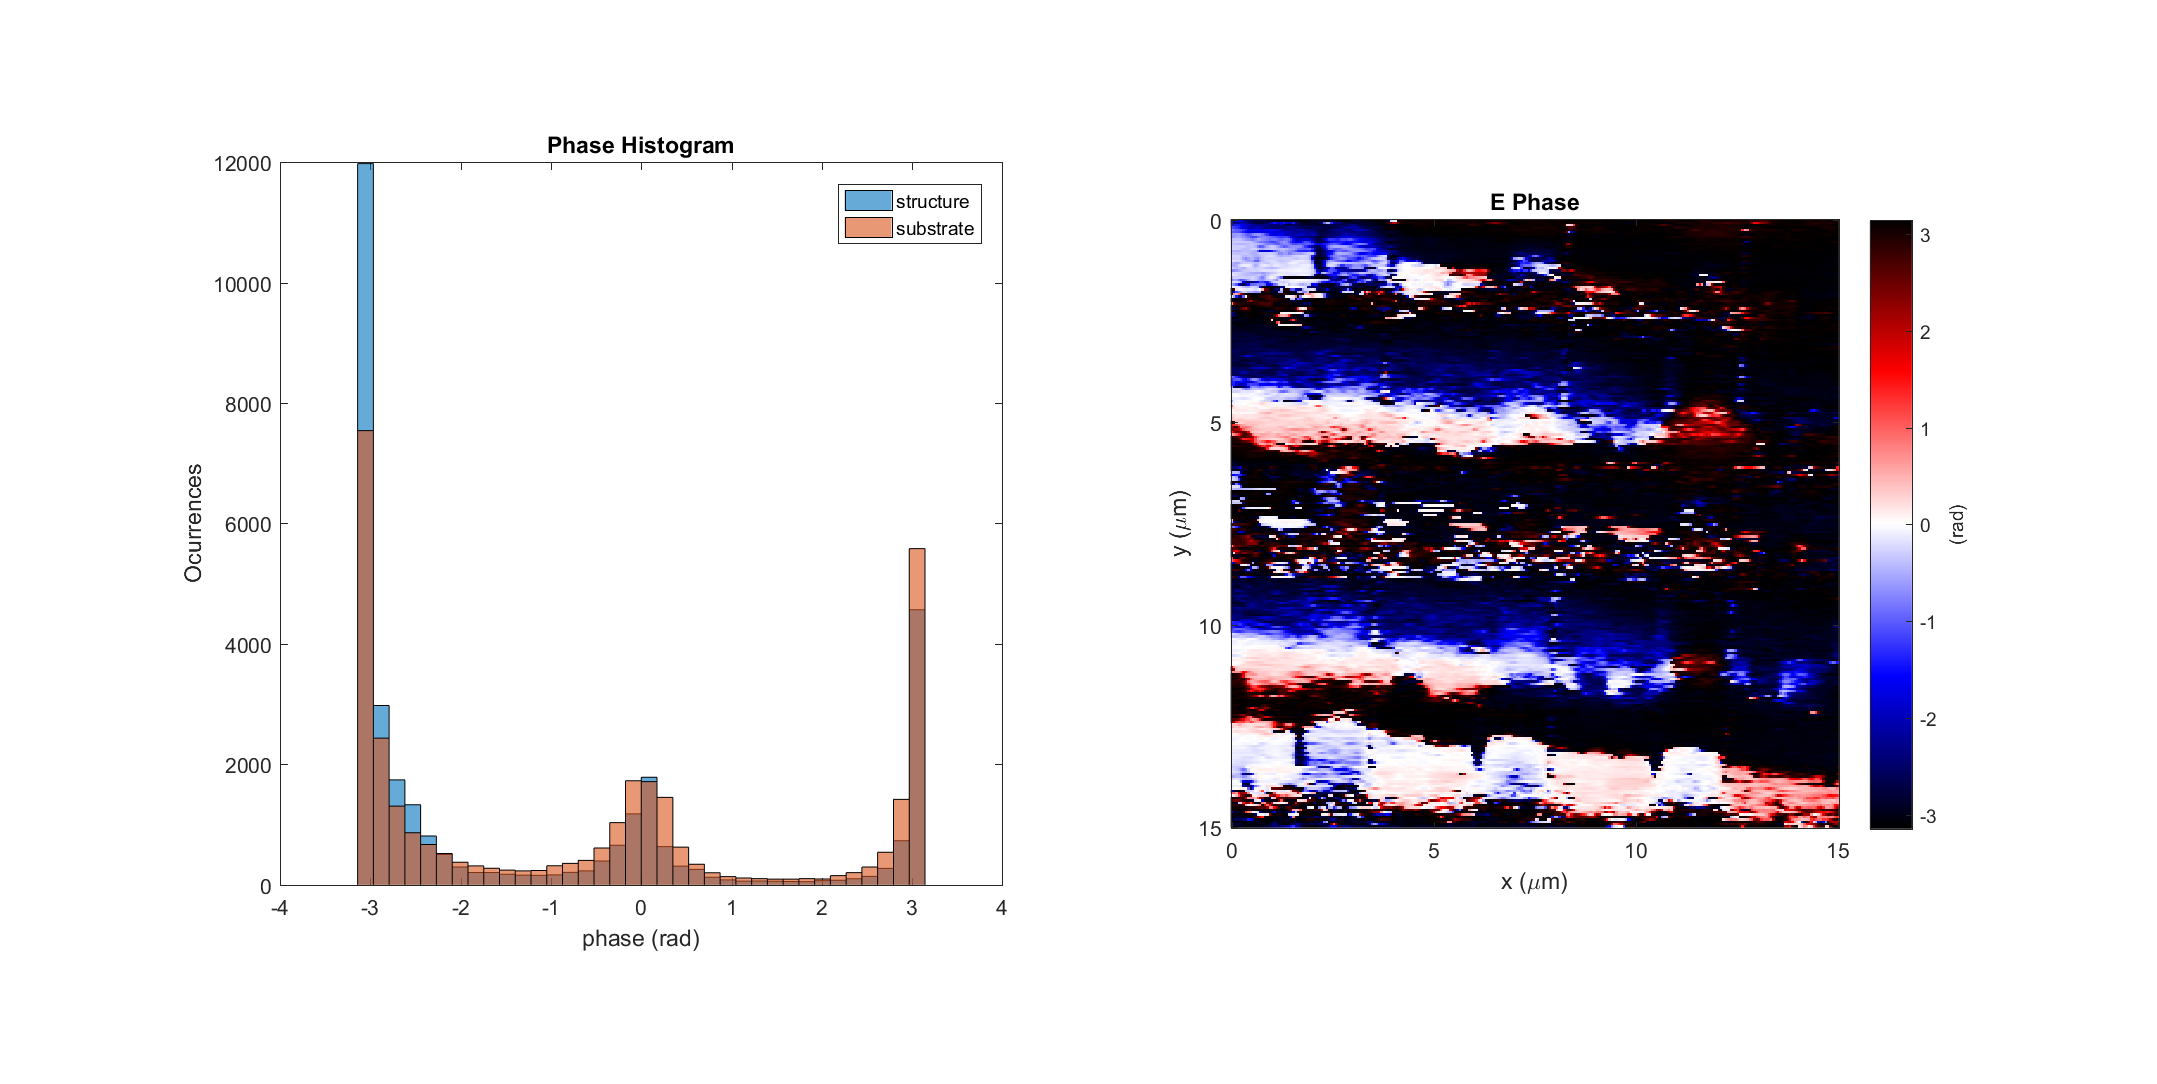 Phase Histogram
12000
10000
8000
6000
4000
2000
0
Ocurrences
-4 -3 -2 -1 0 1 2 3 4
phase (rad)
structure
substrate
E Phase
0
5
10
15
y (μm)
0 5 10 15
x (μm)
3
2
1
0
-1
-2
-3
(rad)